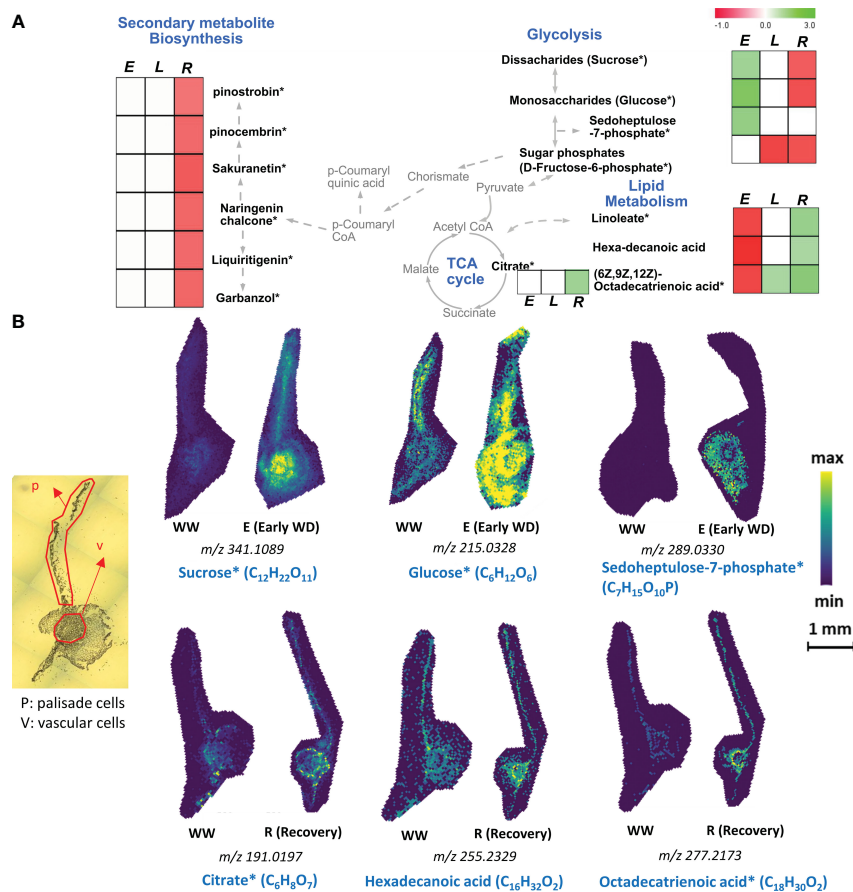 A
Secondary metabolite
Biosynthesis
E L R
pinostrobin*
pinocembrin*
Sakuranetin*
Naringenin
chalcone*
Liquiritigenin*
Garbanzol*
p-Coumaryl
quinic acid
p-Coumaryl
CoA
Chorismate
Glycolysis
Dissacharides (Sucrose*)
Monosaccharides (Glucose*)
Sedoheptulose
-7-phosphate*
Sugar phosphates
(D-Fructose-6-phosphate*)
Pyruvate
Acetyl CoA
TCA
cycle
Citrate*
Malate
Succinate
E L R
-1.0 3.0
E L R
Lipid
Metabolism
Linoleate*
Hexa-decanoic acid
(6Z,9Z,12Z)-
Octadecatrienoic acid*
E L R
B
p
v
P: palisade cells
V: vascular cells
WW E (Early WD)
m/z 341.1089
Sucrose* (C12H22O11)
WW E (Early WD)
m/z 215.0328
Glucose* (C6H12O6)
WW E (Early WD)
m/z 289.0330
Sedoheptulose-7-phosphate*
(C7H15O10P)
max
min
1 mm
WW R (Recovery)
m/z 191.0197
Citrate* (C6H8O7)
WW R (Recovery)
m/z 255.2329
Hexadecanoic acid (C16H32O2)
WW R (Recovery)
m/z 277.2173
Octadecatrienoic acid* (C18H30O2)